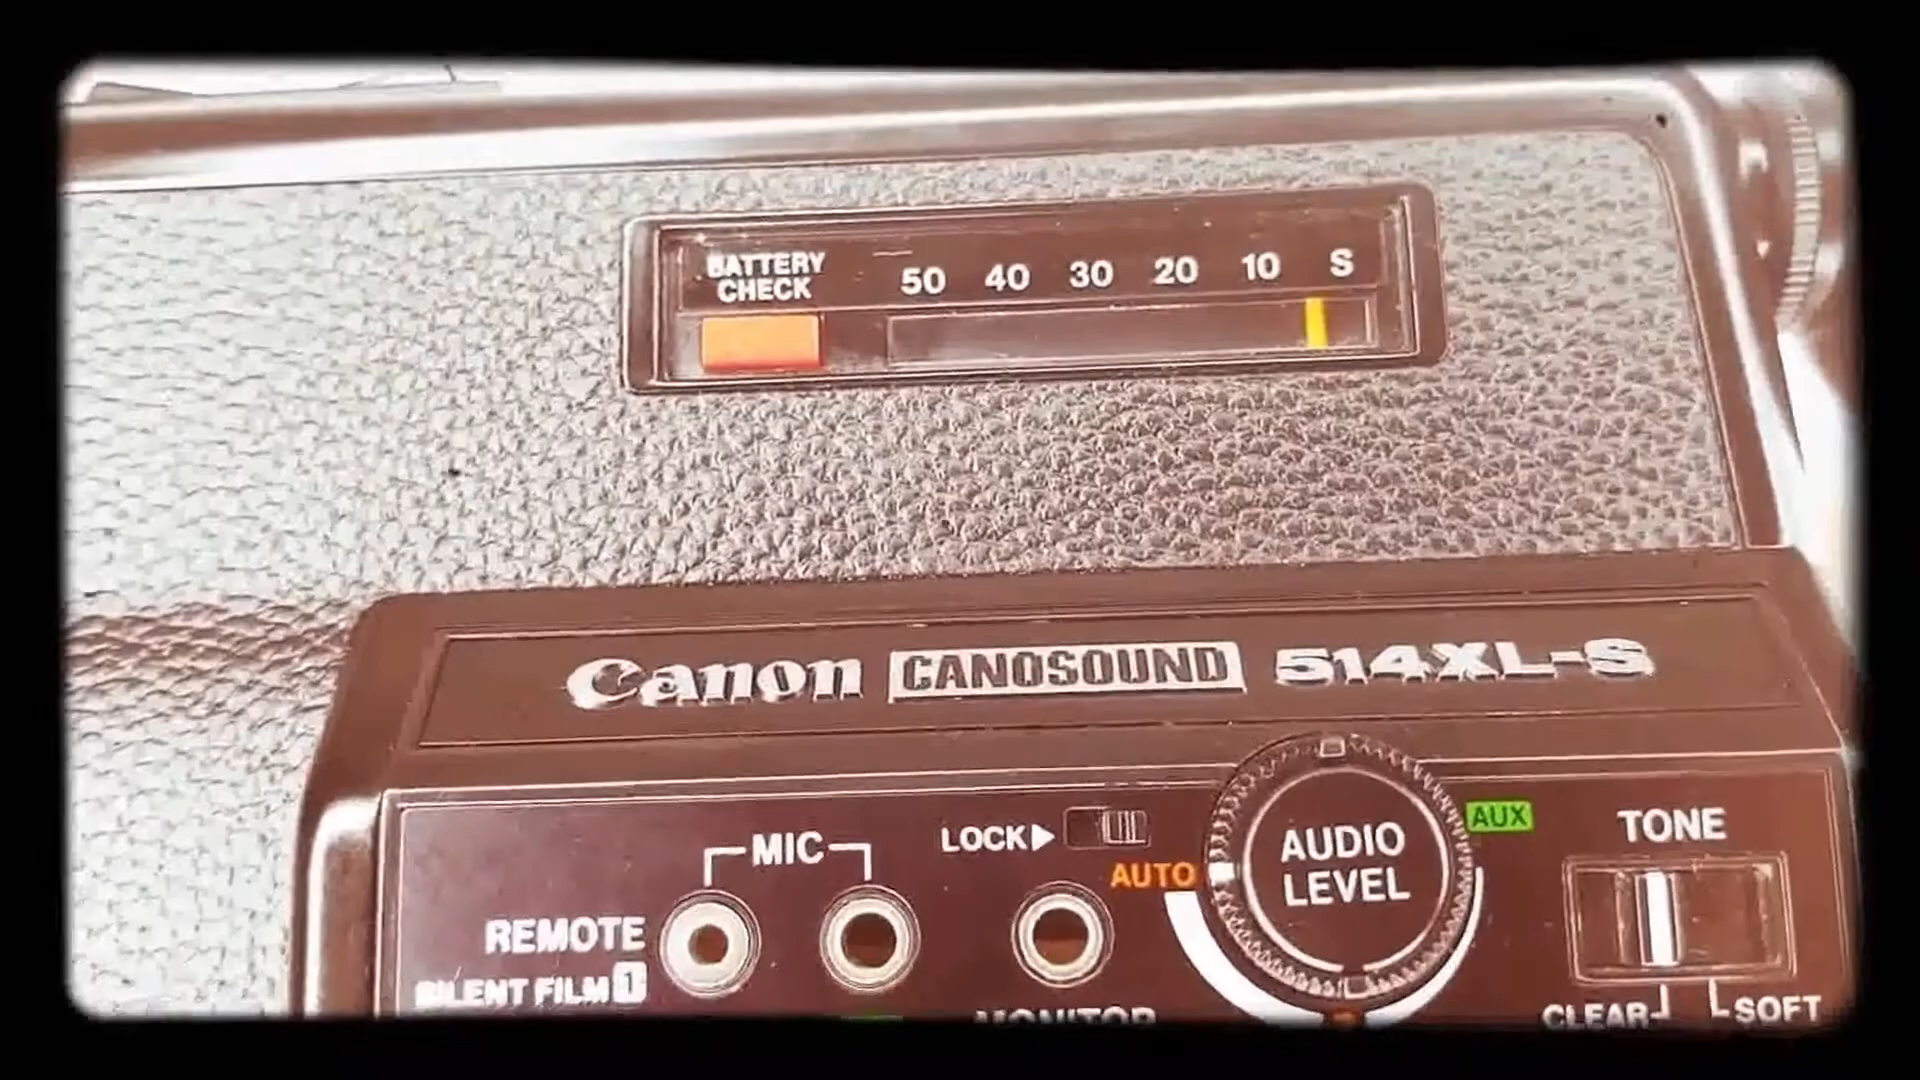 BATTERY
CHECK
50 40 30 20 10 S
Canon CANOSOUND 514XL-S
MIC
LOCK
AUTO
AUDIO
LEVEL
AUX
TONE
REMOTE
SILENT FILM 1
MONITOR
CLEAR
SOFT